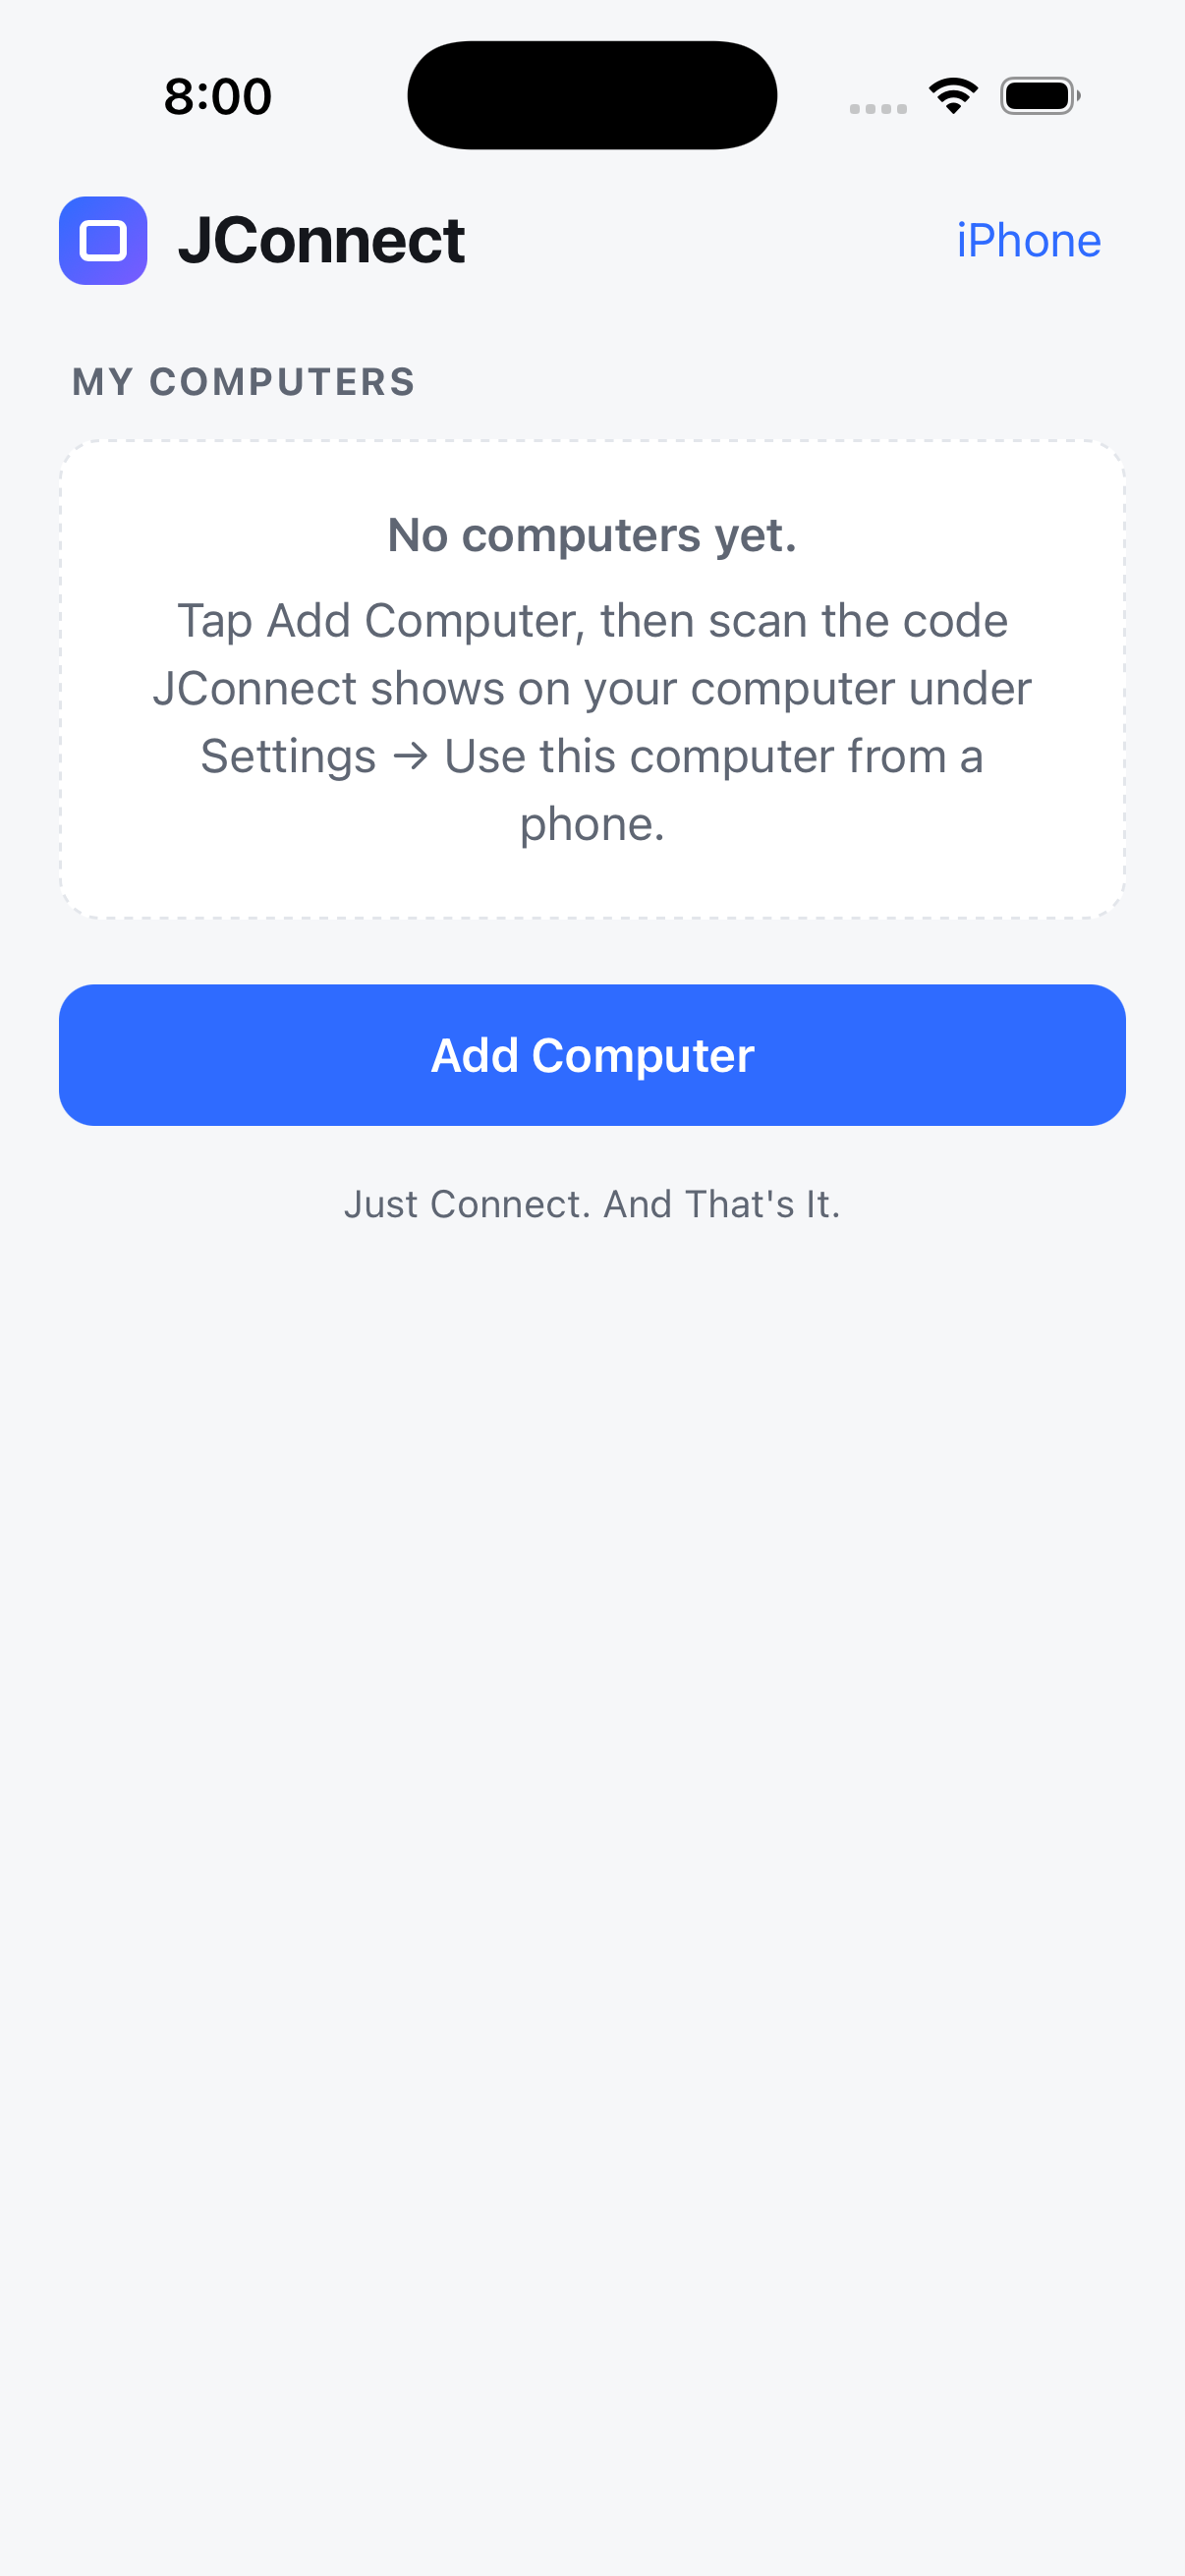 8:00
JConnect
iPhone
MY COMPUTERS
No computers yet.
Tap Add Computer, then scan the code
JConnect shows on your computer under
Settings → Use this computer from a
phone.
Add Computer
Just Connect. And That's It.